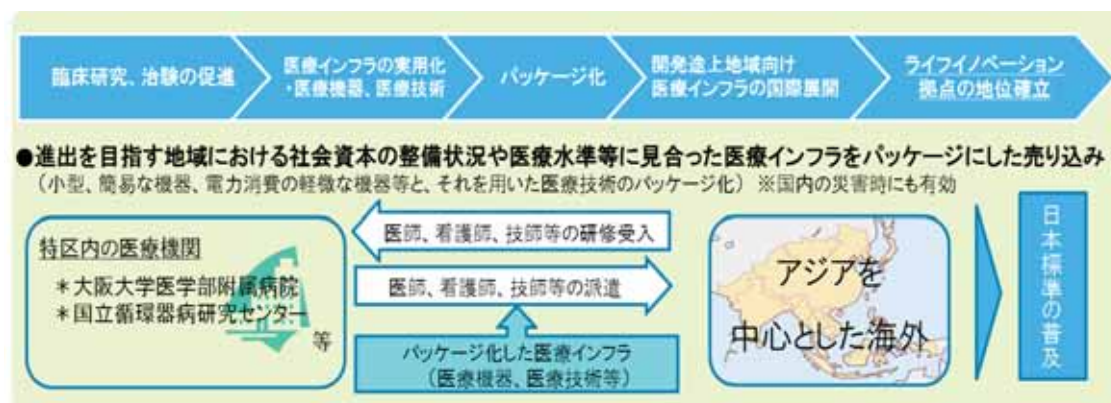 臨床研究、治験の促進
医療インフラの実用化
・医療機器、医療技術
パッケージ化
開発途上地域向け
医療インフラの国際展開
ライフイノベーション
拠点の地位確立
●進出を目指す地域における社会資本の整備状況や医療水準等に見合った医療インフラをパッケージにした売り込み
(小型、簡易な機器、電力消費の軽微な機器等と、それを用いた医療技術のパッケージ化) ※国内の災害時にも有効
特区内の医療機関
*大阪大学医学部附属病院
*国立循環器病研究センター
等
医師、看護師、技師等の研修受入
医師、看護師、技師等の派遣
パッケージ化した医療インフラ
(医療機器、医療技術等)
アジアを
中心とした海外
日本標準の普及